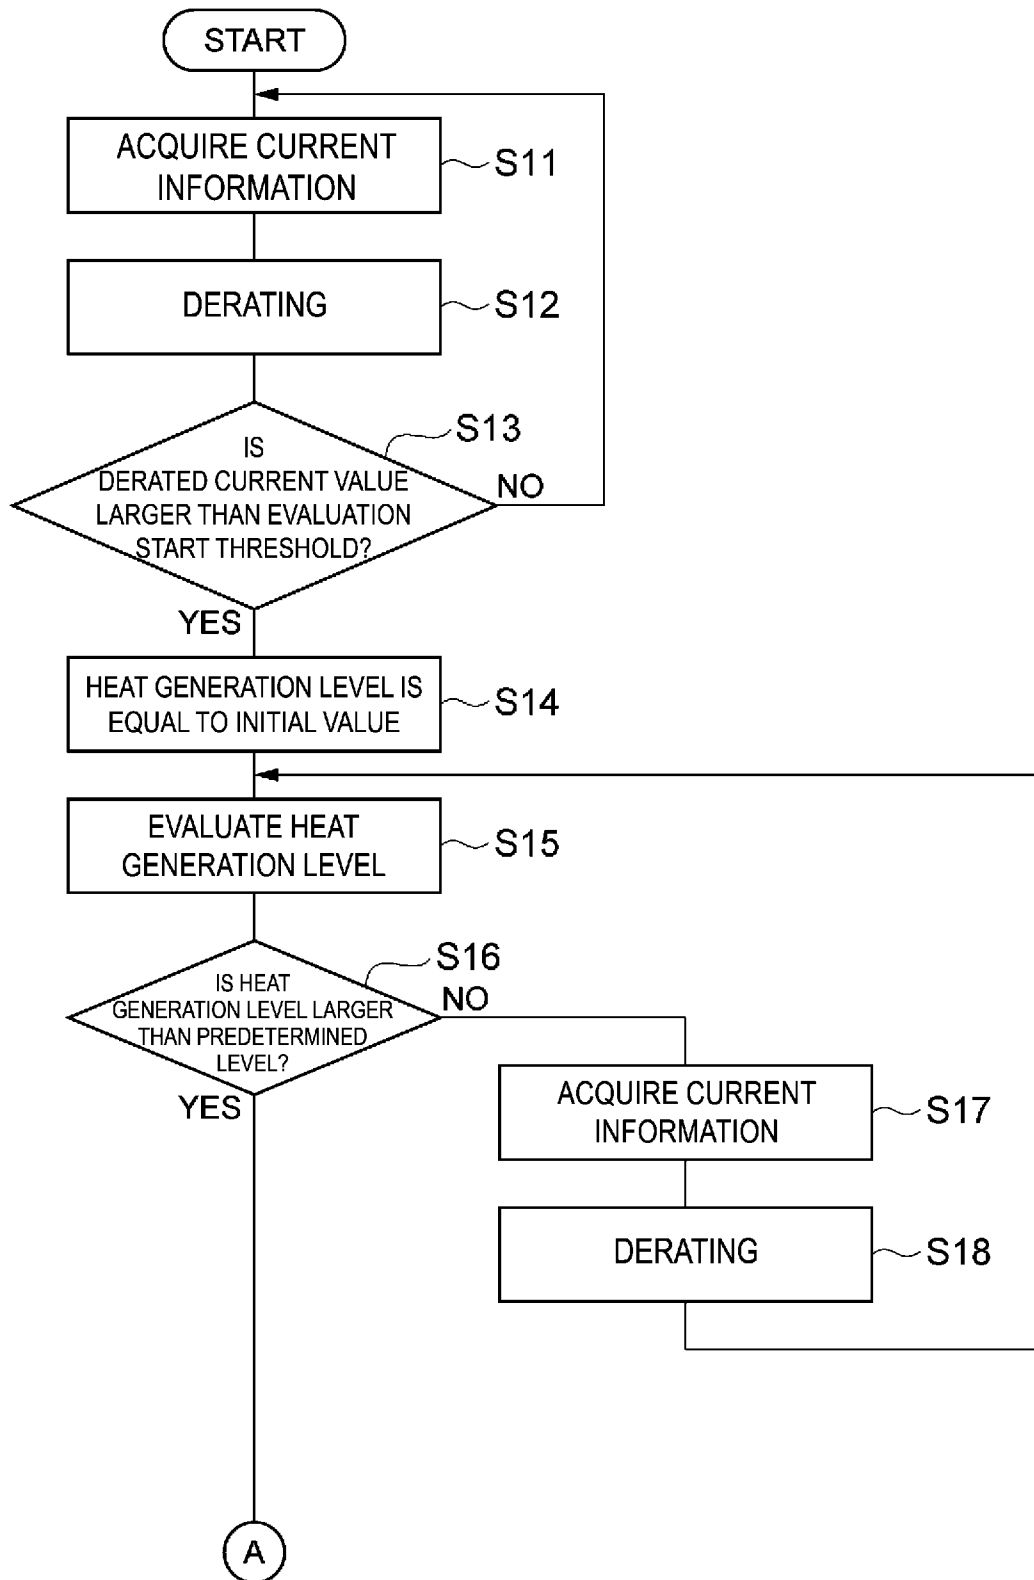 START
ACQUIRE CURRENT
INFORMATION
S11
DERATING
S12
S13
IS
DERATED CURRENT VALUE
LARGER THAN EVALUATION
START THRESHOLD?
NO
YES
HEAT GENERATION LEVEL IS
EQUAL TO INITIAL VALUE
S14
EVALUATE HEAT
GENERATION LEVEL
S15
S16
IS HEAT
GENERATION LEVEL LARGER
THAN PREDETERMINED
LEVEL?
NO
YES
ACQUIRE CURRENT
INFORMATION
S17
DERATING
S18
A